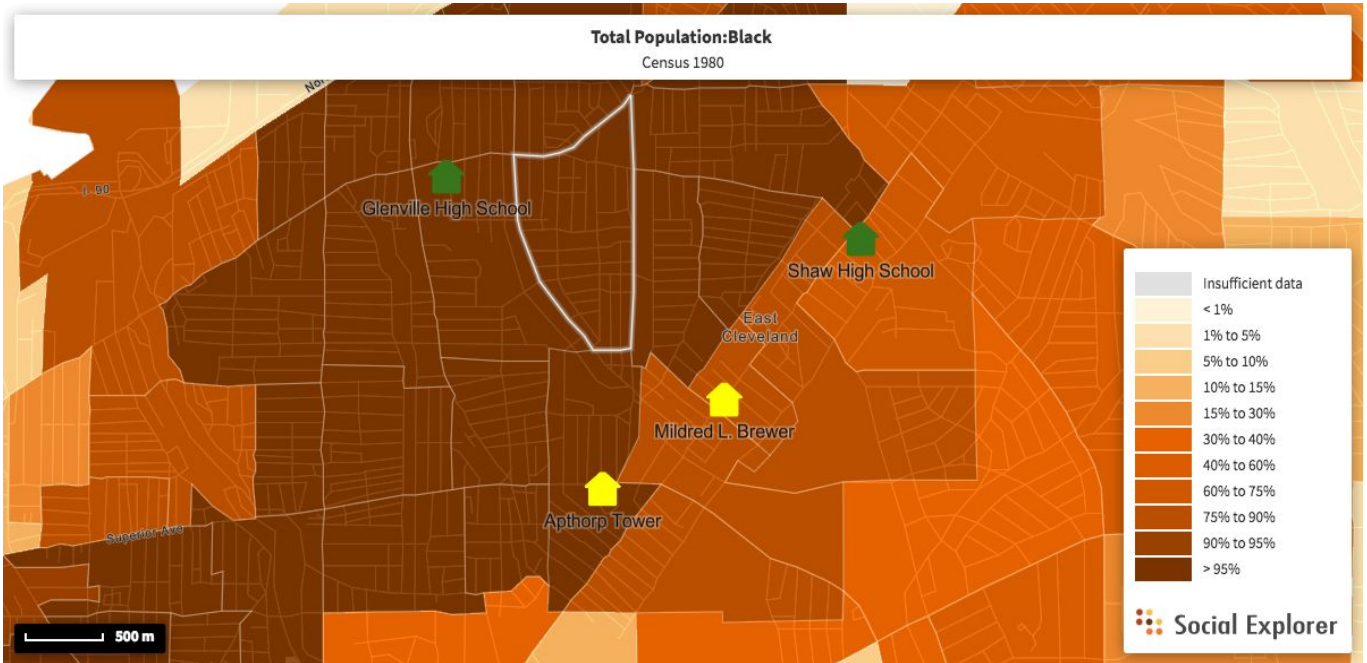 Total Population:Black
Census 1980
Nor
I- 90
Glenville High School
Shaw High School
East
Cleveland
Mildred L. Brewer
Apthorp Tower
Superior Ave
Insufficient data
< 1%
1% to 5%
5% to 10%
10% to 15%
15% to 30%
30% to 40%
40% to 60%
60% to 75%
75% to 90%
90% to 95%
> 95%
500 m
Social Explorer